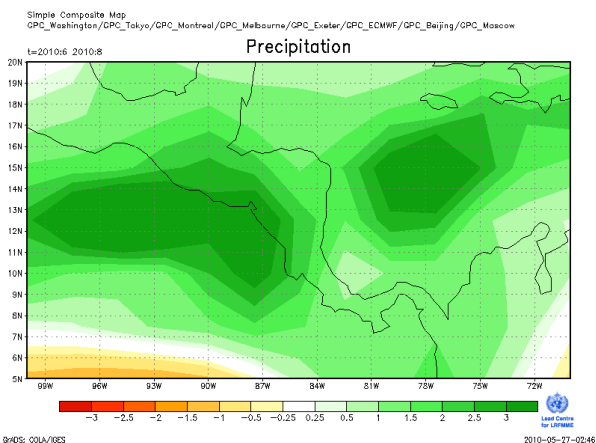 Simple Composite Map
GPC_Washington/GPC_Tokyo/GPC_Montreal/GPC_Melbourne/GPC_Exeter/GPC_ECMWF/GPC_Beijing/GPC_Moscow
Precipitation
t=2010:6 2010:8
20N
19N
18N
17N
16N
15N
14N
13N
12N
11N
10N
9N
8N
7N
6N
5N
99W 96W 93W 90W 87W 84W 81W 78W 75W 72W
-3 -2.5 -2 -1.5 -1 -0.5 -0.25 0.25 0.5 1 1.5 2 2.5 3
Lead Centre
for LRFMME
GrADS: COLA/IGES 2010-05-27-02:46